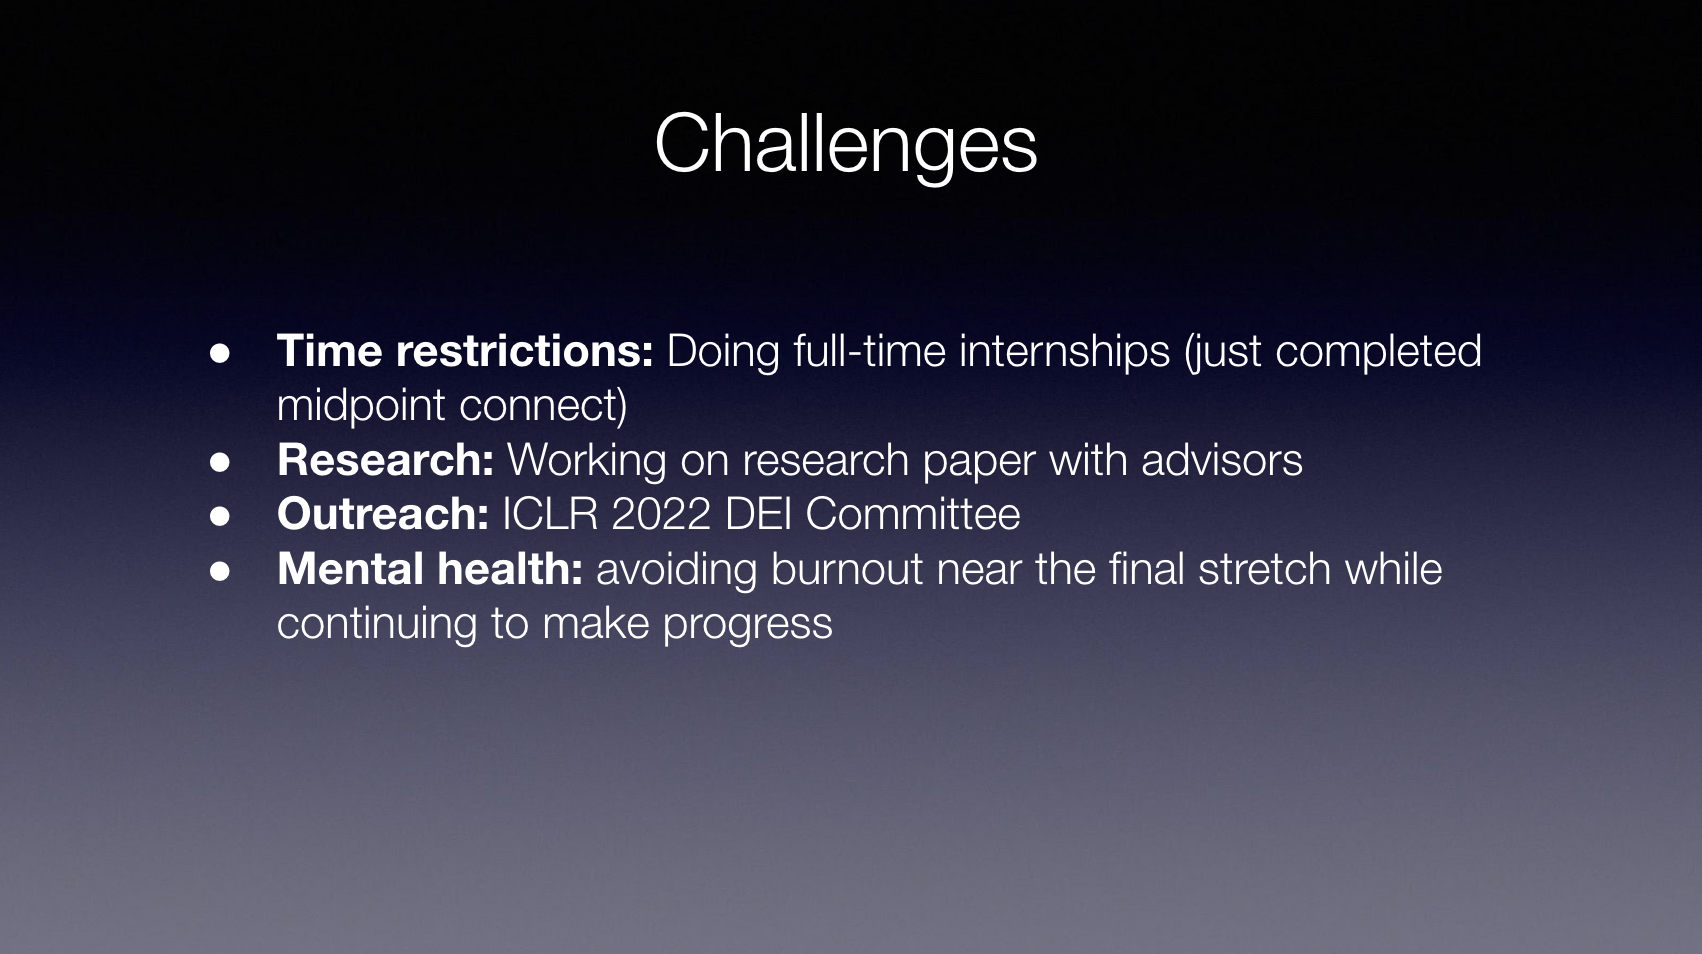 Challenges
● Time restrictions: Doing full-time internships (just completed
midpoint connect)
● Research: Working on research paper with advisors
● Outreach: ICLR 2022 DEI Committee
● Mental health: avoiding burnout near the final stretch while
continuing to make progress